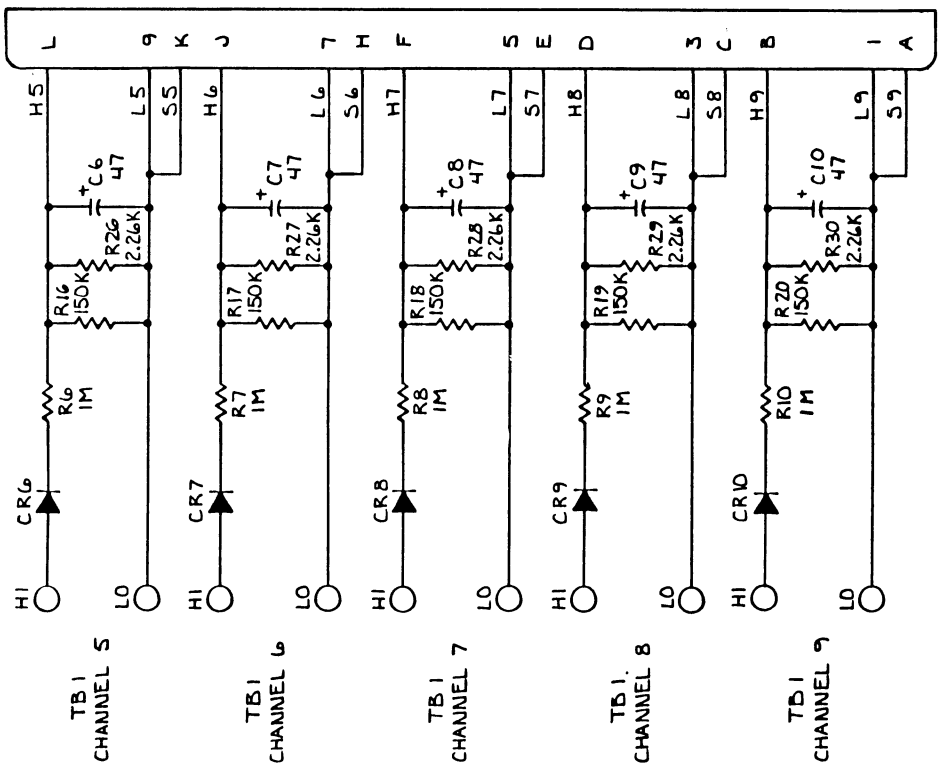 TB1
CHANNEL 5
HI
CR6
R6
1M
R16
150K
R26
2.26K
+
C6
47
H5
L
LO
L5
9
S5
K
TB1
CHANNEL 6
HI
CR7
R7
1M
R17
150K
R27
2.26K
+
C7
47
H6
J
LO
L6
7
S6
H
TB1
CHANNEL 7
HI
CR8
R8
1M
R18
150K
R28
2.26K
+
C8
47
H7
F
LO
L7
5
S7
E
TB1.
CHANNEL 8
HI
CR9
R9
1M
R19
150K
R29
2.26K
+
C9
47
H8
D
LO
L8
3
S8
C
TB1
CHANNEL 9
HI
CR10
R10
1M
R20
150K
R30
2.26K
+
C10
47
H9
B
LO
L9
1
S9
A